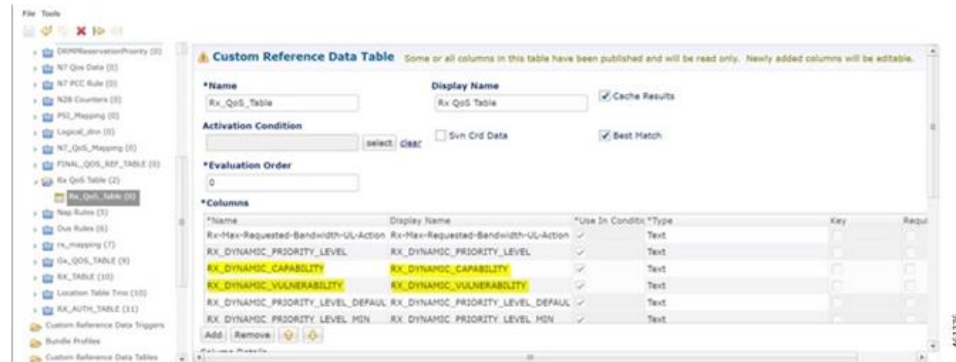 File Tools
DRMPReservationPriority (0)
N7 Qos Data (0)
N7 PCC Rule (0)
N28 Counters (0)
PSI_Mapping (0)
Logical_dnn (0)
N7_QoS_Mapping (0)
FINAL_QOS_REF_TABLE (0)
Rx QoS Table (2)
Rx_QoS_Table (0)
Nap Rules (5)
Dua Rules (6)
rx_mapping (7)
Gx_QOS_TABLE (9)
RX_TABLE (10)
Location Table Tmo (10)
RX_AUTH_TABLE (11)
Custom Reference Data Triggers
Bundle Profiles
Custom Reference Data Tables
Custom Reference Data Table Some or all columns in this table have been published and will be read only. Newly added columns will be editable.
*Name Display Name
Rx_QoS_Table Rx QoS Table Cache Results
Activation Condition
select clear Svn Crd Data Best Match
*Evaluation Order
0
*Columns
*Name Display Name *Use In Conditic *Type Key Requi
Rx-Max-Requested-Bandwidth-UL-Action Rx-Max-Requested-Bandwidth-UL-Action Text
RX_DYNAMIC_PRIORITY_LEVEL RX_DYNAMIC_PRIORITY_LEVEL Text
RX_DYNAMIC_CAPABILITY RX_DYNAMIC_CAPABILITY Text
RX_DYNAMIC_VULNERABILITY RX_DYNAMIC_VULNERABILITY Text
RX_DYNAMIC_PRIORITY_LEVEL_DEFAUL RX_DYNAMIC_PRIORITY_LEVEL_DEFAUL Text
RX_DYNAMIC_PRIORITY_LEVEL_MIN RX_DYNAMIC_PRIORITY_LEVEL_MIN Text
Add Remove
Column Details